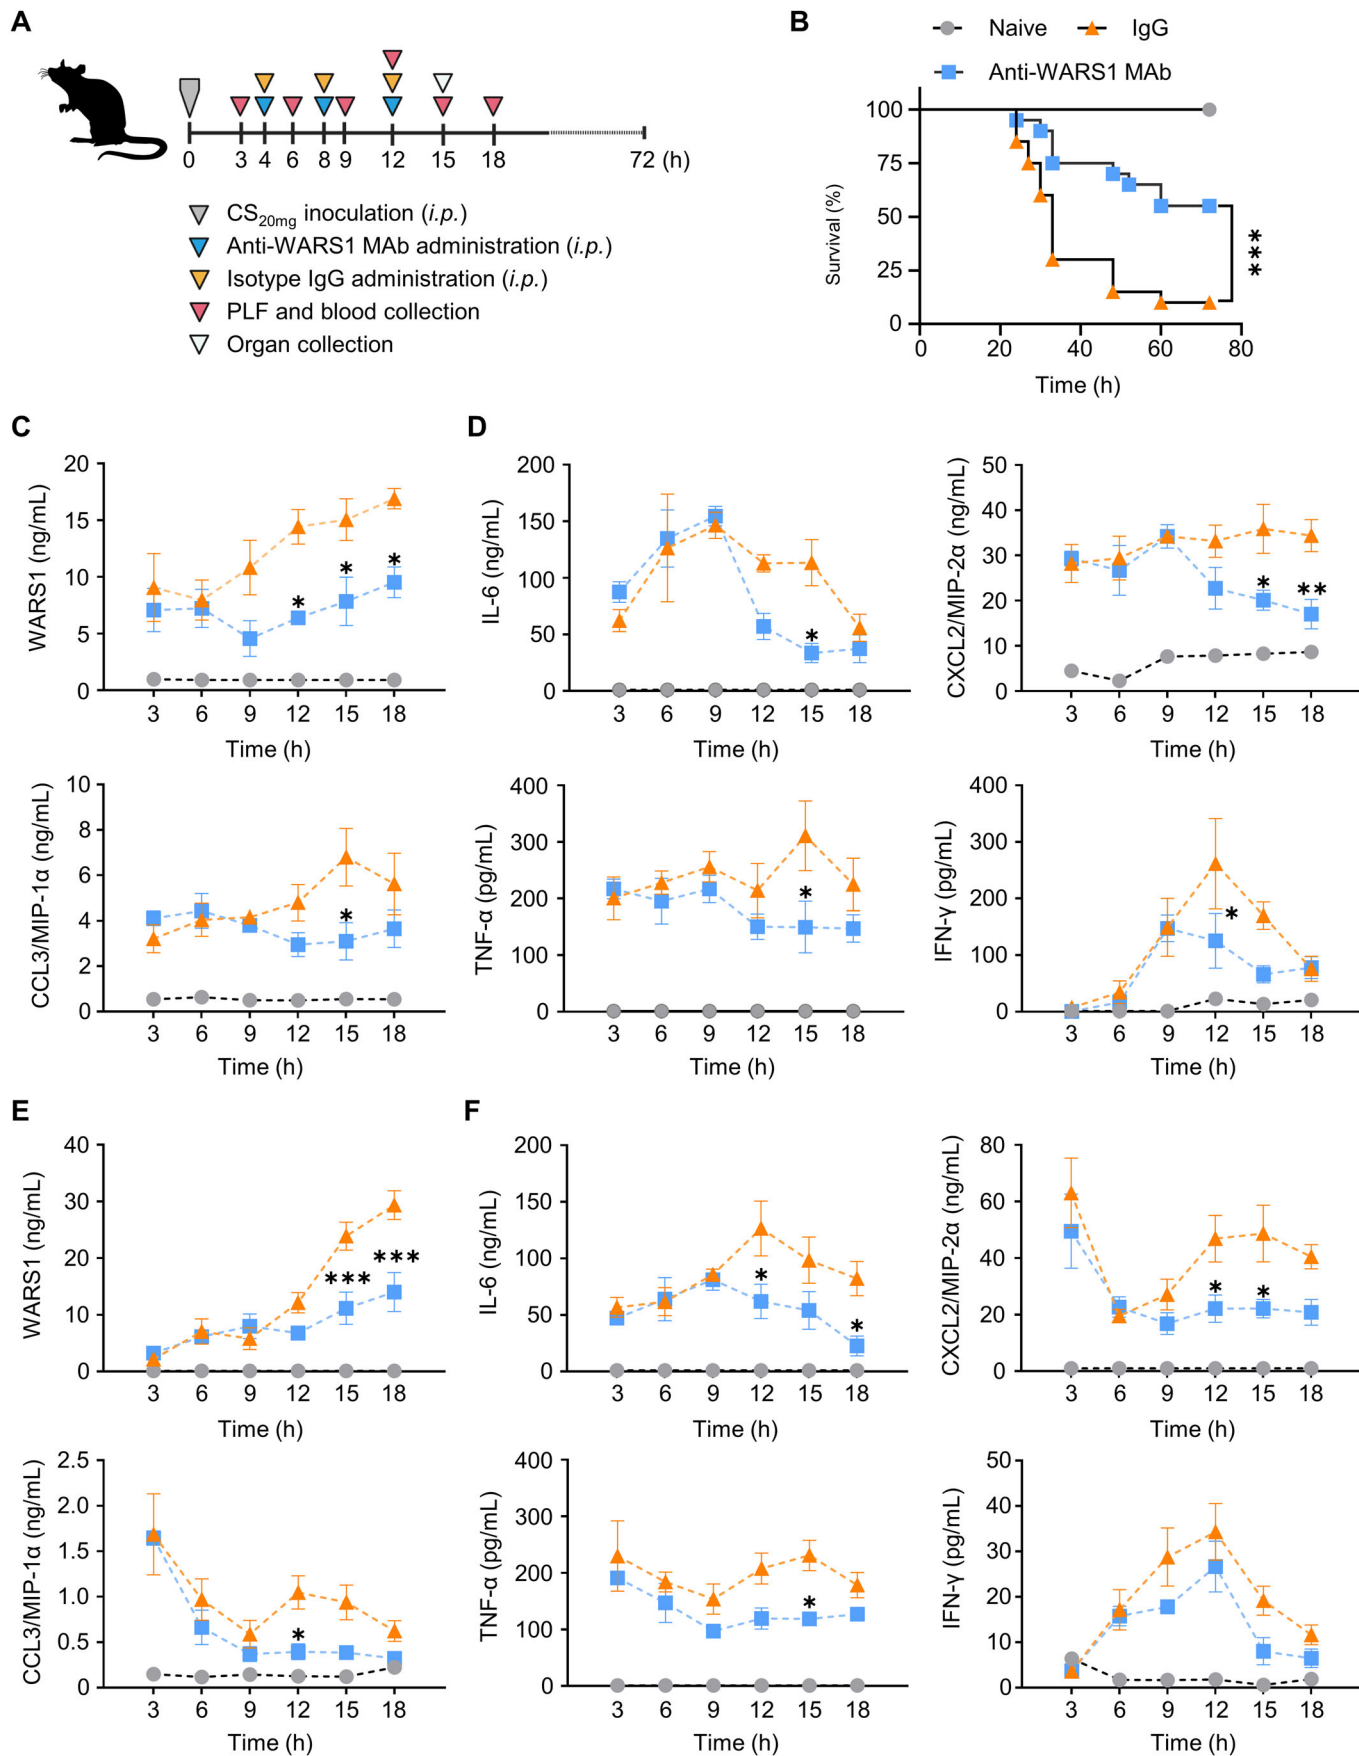 A
0 3 4 6 8 9 12 15 18 72 (h)
CS20mg inoculation (i.p.)
Anti-WARS1 MAb administration (i.p.)
Isotype IgG administration (i.p.)
PLF and blood collection
Organ collection
B
Naive IgG
Anti-WARS1 MAb
Survival (%)
100
75
50
25
0
***
0 20 40 60 80
Time (h)
C
WARS1 (ng/mL)
20
15
10
5
0
* * *
3 6 9 12 15 18
Time (h)
D
IL-6 (ng/mL)
200
150
100
50
0
*
3 6 9 12 15 18
Time (h)
CXCL2/MIP-2α (ng/mL)
50
40
30
20
10
0
* **
3 6 9 12 15 18
Time (h)
CCL3/MIP-1α (ng/mL)
10
8
6
4
2
0
*
3 6 9 12 15 18
Time (h)
TNF-α (pg/mL)
400
300
200
100
0
*
3 6 9 12 15 18
Time (h)
IFN-γ (pg/mL)
400
300
200
100
0
*
3 6 9 12 15 18
Time (h)
E
WARS1 (ng/mL)
40
30
20
10
0
*** ***
3 6 9 12 15 18
Time (h)
F
IL-6 (ng/mL)
200
150
100
50
0
* *
3 6 9 12 15 18
Time (h)
CXCL2/MIP-2α (ng/mL)
80
60
40
20
0
* *
3 6 9 12 15 18
Time (h)
CCL3/MIP-1α (ng/mL)
2.5
2.0
1.5
1.0
0.5
0
*
3 6 9 12 15 18
Time (h)
TNF-α (pg/mL)
400
300
200
100
0
*
3 6 9 12 15 18
Time (h)
IFN-γ (pg/mL)
50
40
30
20
10
0
3 6 9 12 15 18
Time (h)